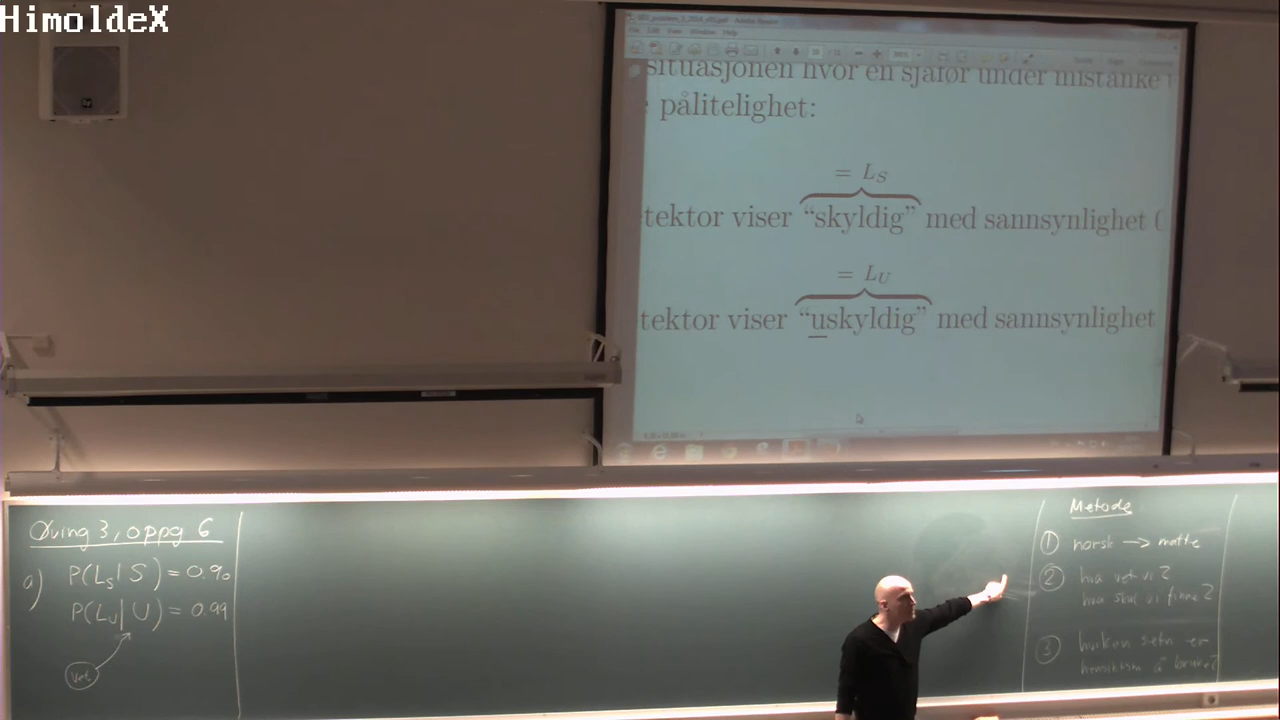 HimoldeX
situasjonen hvor en sjåfør under mistanke
pålitelighet:
= L_S
tektor viser “skyldig” med sannsynlighet
= L_U
tektor viser “uskyldig” med sannsynlighet
Øving 3, oppg 6
a) P(L_S | S) = 0.90
P(L_U | U) = 0.99
Vet
Metode
① norsk → matte
② hva vet vi?
hva skal vi finne?
③ hvilken setn er
å bruke?